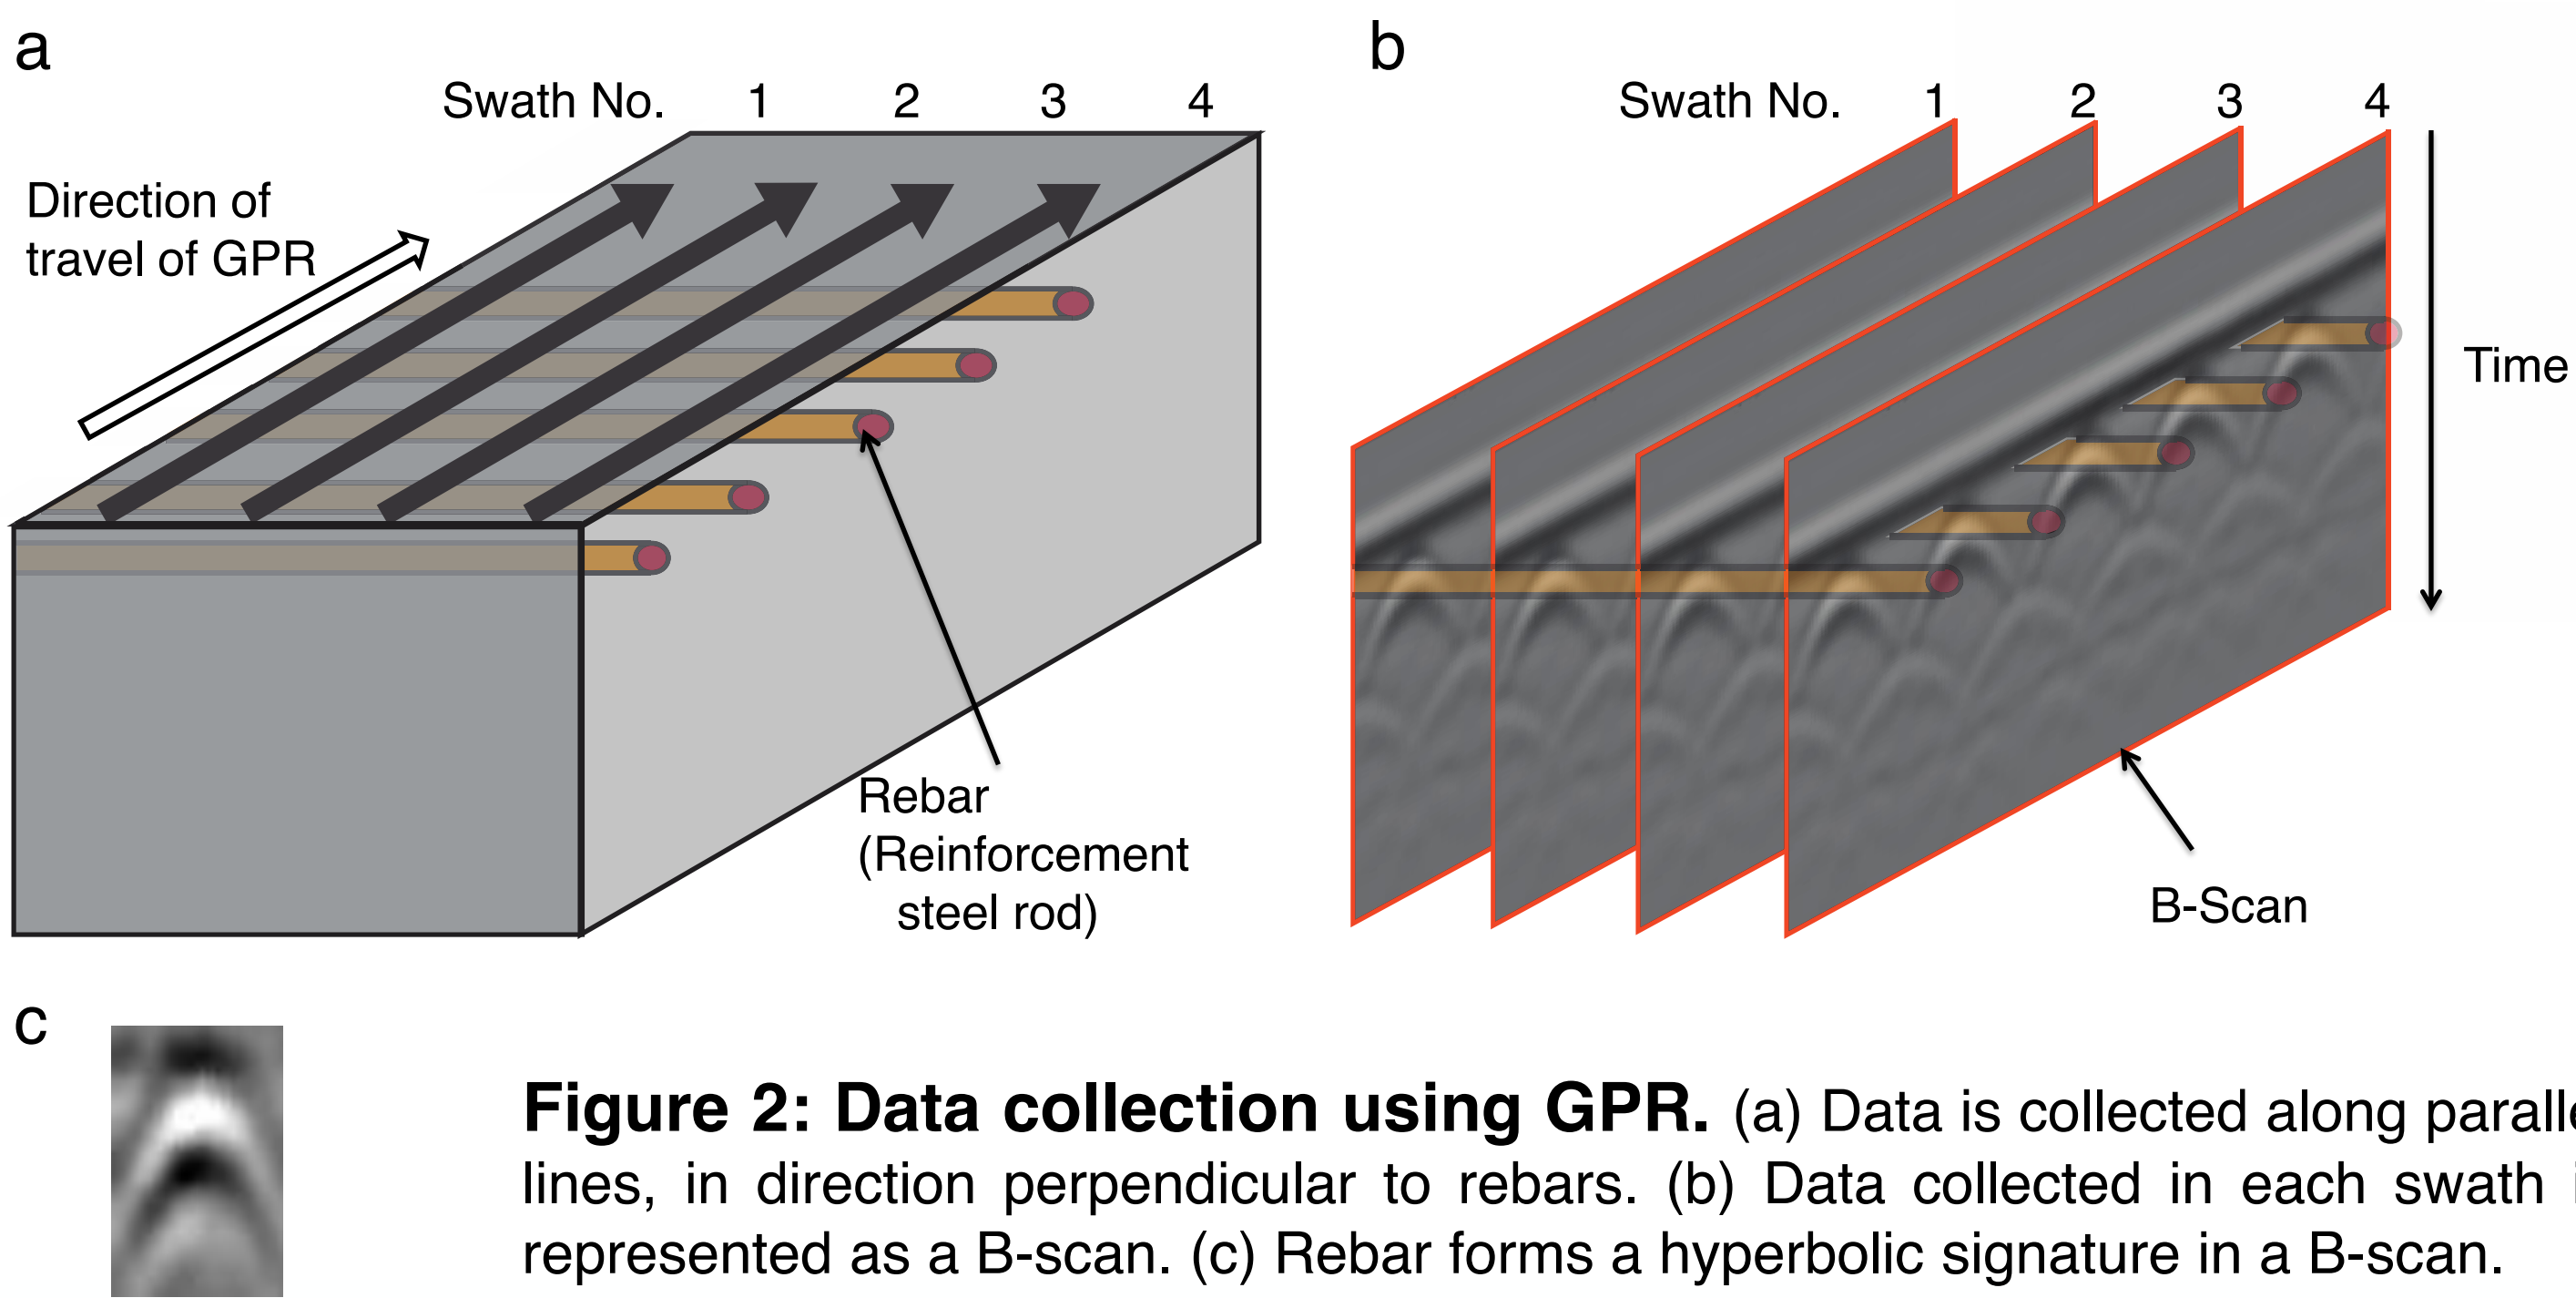 a
Swath No. 1 2 3 4
Direction of
travel of GPR
Rebar
(Reinforcement
steel rod)
b
Swath No. 1 2 3 4
Time
B-Scan
c
Figure 2: Data collection using GPR. (a) Data is collected along
lines, in direction perpendicular to rebars. (b) Data collected in each swath
represented as a B-scan. (c) Rebar forms a hyperbolic signature in a B-scan.